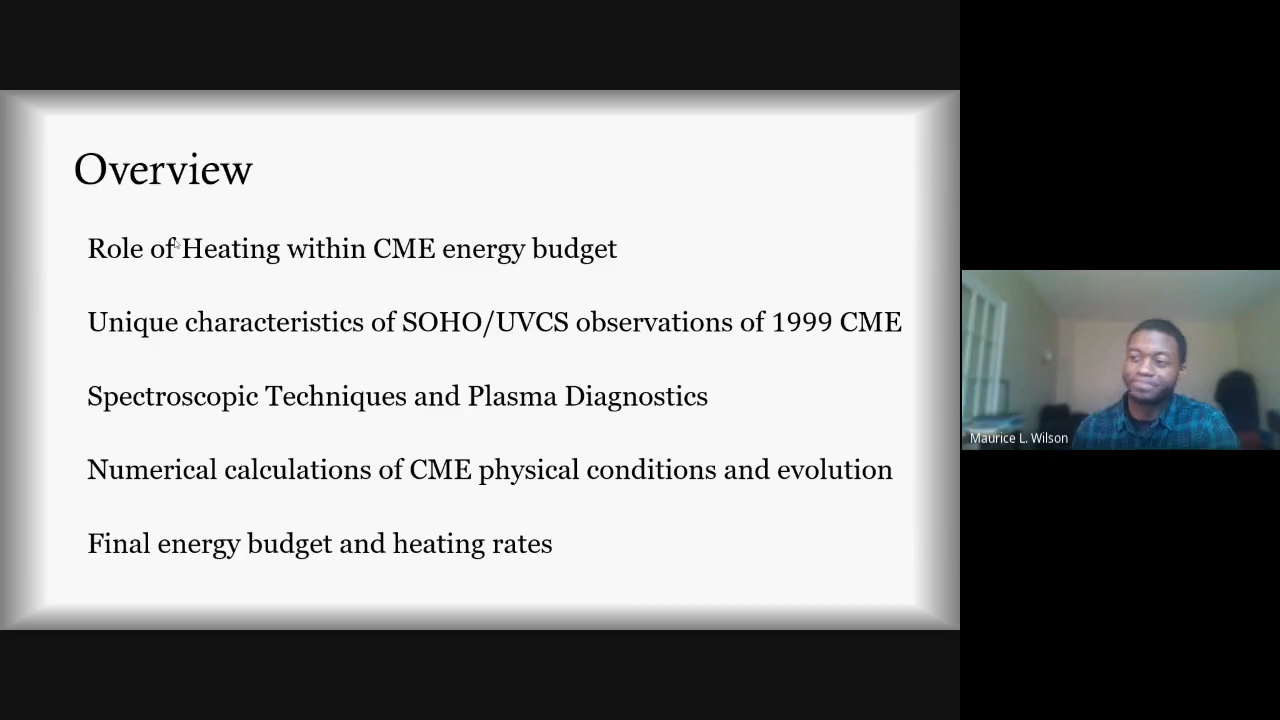 Overview
Role of Heating within CME energy budget
Unique characteristics of SOHO/UVCS observations of 1999 CME
Spectroscopic Techniques and Plasma Diagnostics
Numerical calculations of CME physical conditions and evolution
Final energy budget and heating rates
Maurice L. Wilson